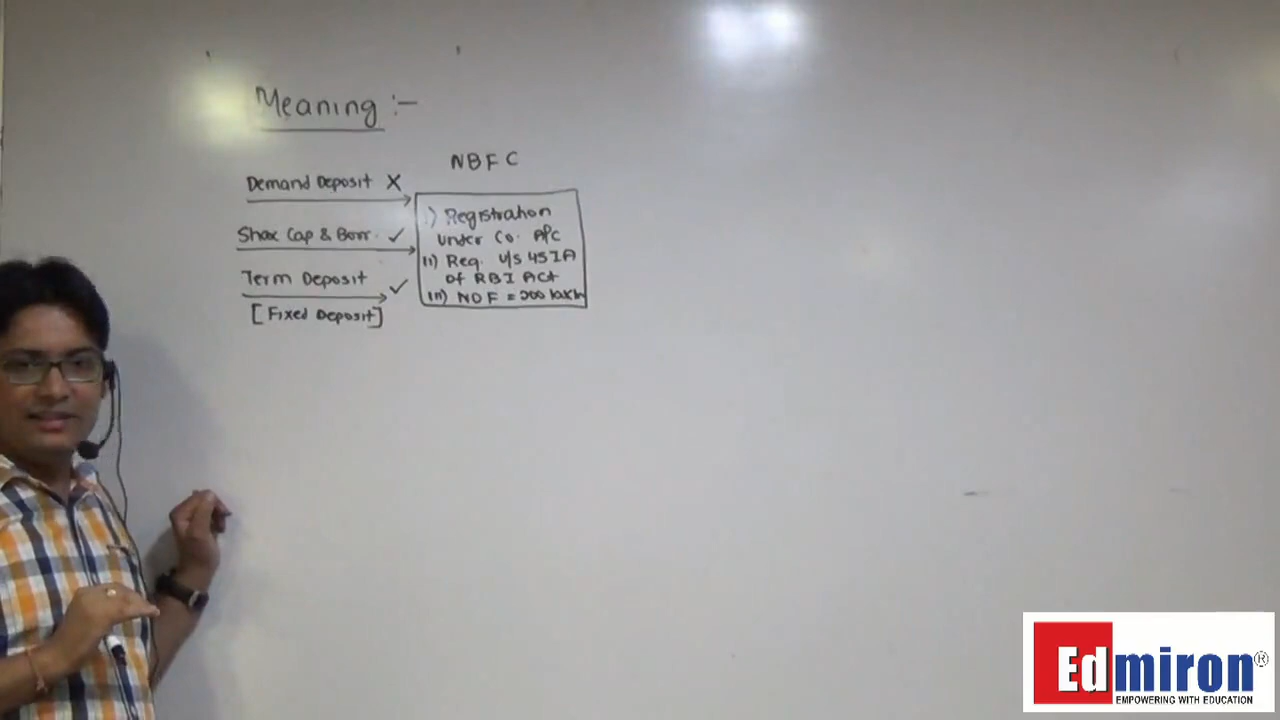 Meaning :-
NBFC
Demand Deposit X
Share Cap & Borr. ✓
Term Deposit ✓
[Fixed Deposit]
i) Registration
under Co. Act
ii) Reg. u/s 45IA
of RBI Act
iii) NOF = 200 lakh
Edmiron®
EMPOWERING WITH EDUCATION